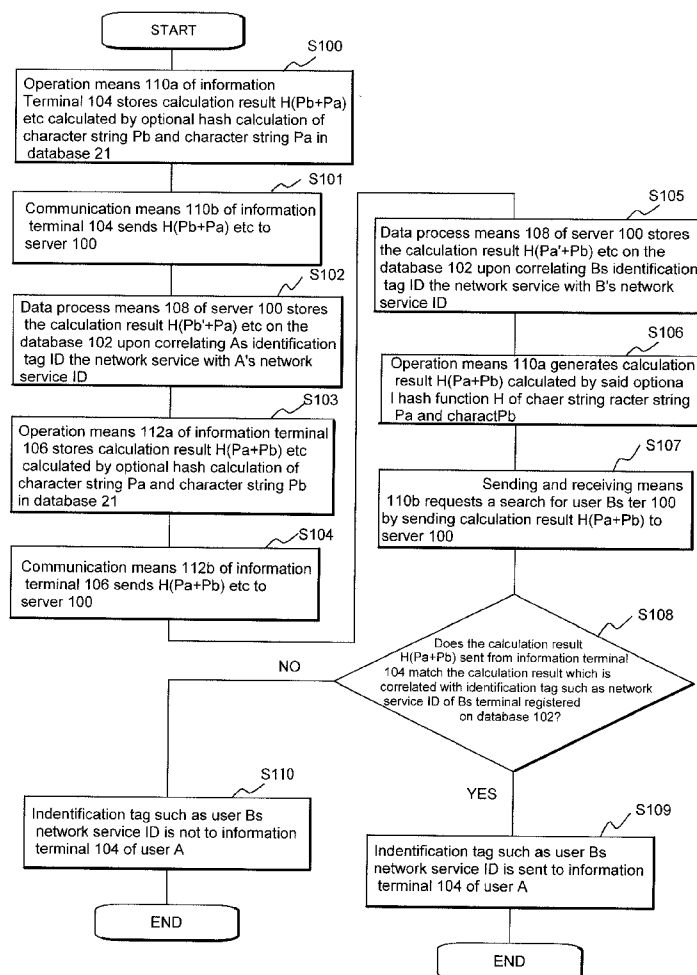 START
S100
Operation means 110a of information
Terminal 104 stores calculation result H(Pb+Pa)
etc calculated by optional hash calculation of
character string Pb and character string Pa in
database 21
S101
Communication means 110b of information
terminal 104 sends H(Pb+Pa) etc to
server 100
S102
Data process means 108 of server 100 stores
the calculation result H(Pb'+Pa) etc on the
database 102 upon correlating As identification
tag ID the network service with A's network
service ID
S103
Operation means 112a of information terminal
106 stores calculation result H(Pa+Pb) etc
calculated by optional hash calculation of
character string Pa and character string Pb
in database 21
S104
Communication means 112b of information
terminal 106 sends H(Pa+Pb) etc to
server 100
S105
Data process means 108 of server 100 stores
the calculation result H(Pa'+Pb) etc on the
database 102 upon correlating Bs identification
tag ID the network service with B's network
service ID
S106
Operation means 110a generates calculation
result H(Pa+Pb) calculated by said optiona
l hash function H of chaer string racter string
Pa and charactPb
S107
Sending and receiving means
110b requests a search for user Bs ter 100
by sending calculation result H(Pa+Pb) to
server 100
S108
Does the calculation result
H(Pa+Pb) sent from information terminal
104 match the calculation result which is
correlated with identification tag such as network
service ID of Bs terminal registered
on database 102?
NO
YES
S110
Indentification tag such as user Bs
network service ID is not to information
terminal 104 of user A
END
S109
Indentification tag such as user Bs
network service ID is sent to information
terminal 104 of user A
END